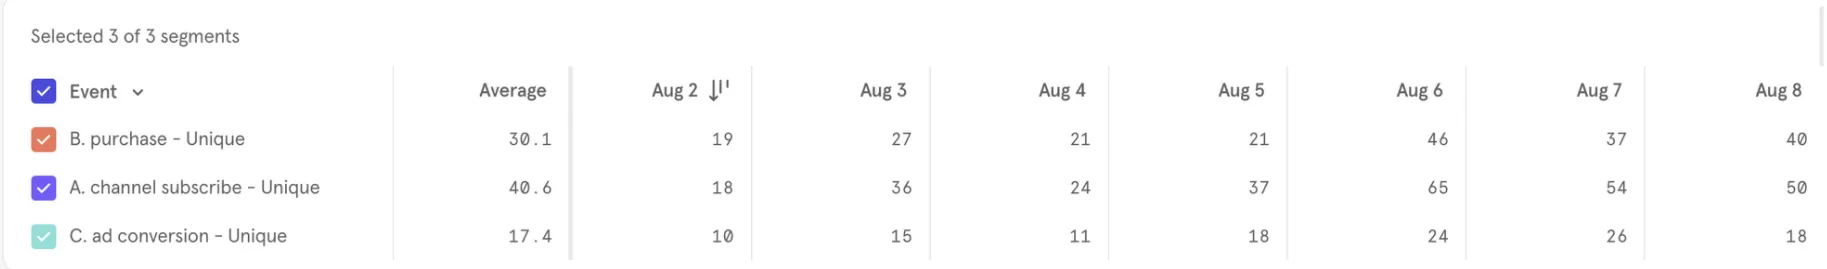 Selected 3 of 3 segments
Event Average Aug 2 Aug 3 Aug 4 Aug 5 Aug 6 Aug 7 Aug 8
B. purchase - Unique 30.1 19 27 21 21 46 37 40
A. channel subscribe - Unique 40.6 18 36 24 37 65 54 50
C. ad conversion - Unique 17.4 10 15 11 18 24 26 18